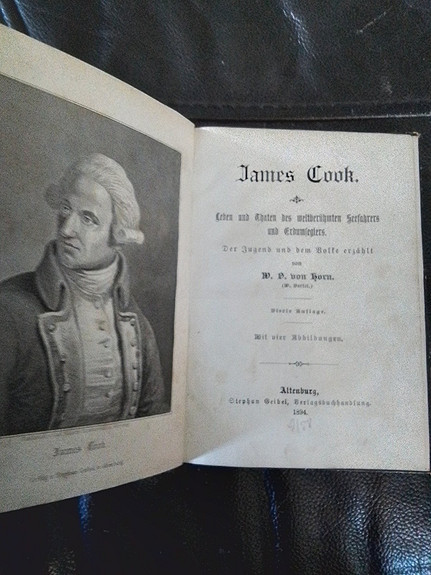 James Cook.
James Cook.
Leben und Thaten des weltberühmten Seefahrers
und Erdumseglers.
Der Jugend und dem Volke erzählt
von
W. O. von Horn.
(W. Oertel.)
Vierte Auflage.
Mit vier Abbildungen.
Altenburg,
Stephan Geibel, Verlagsbuchhandlung.
1894.